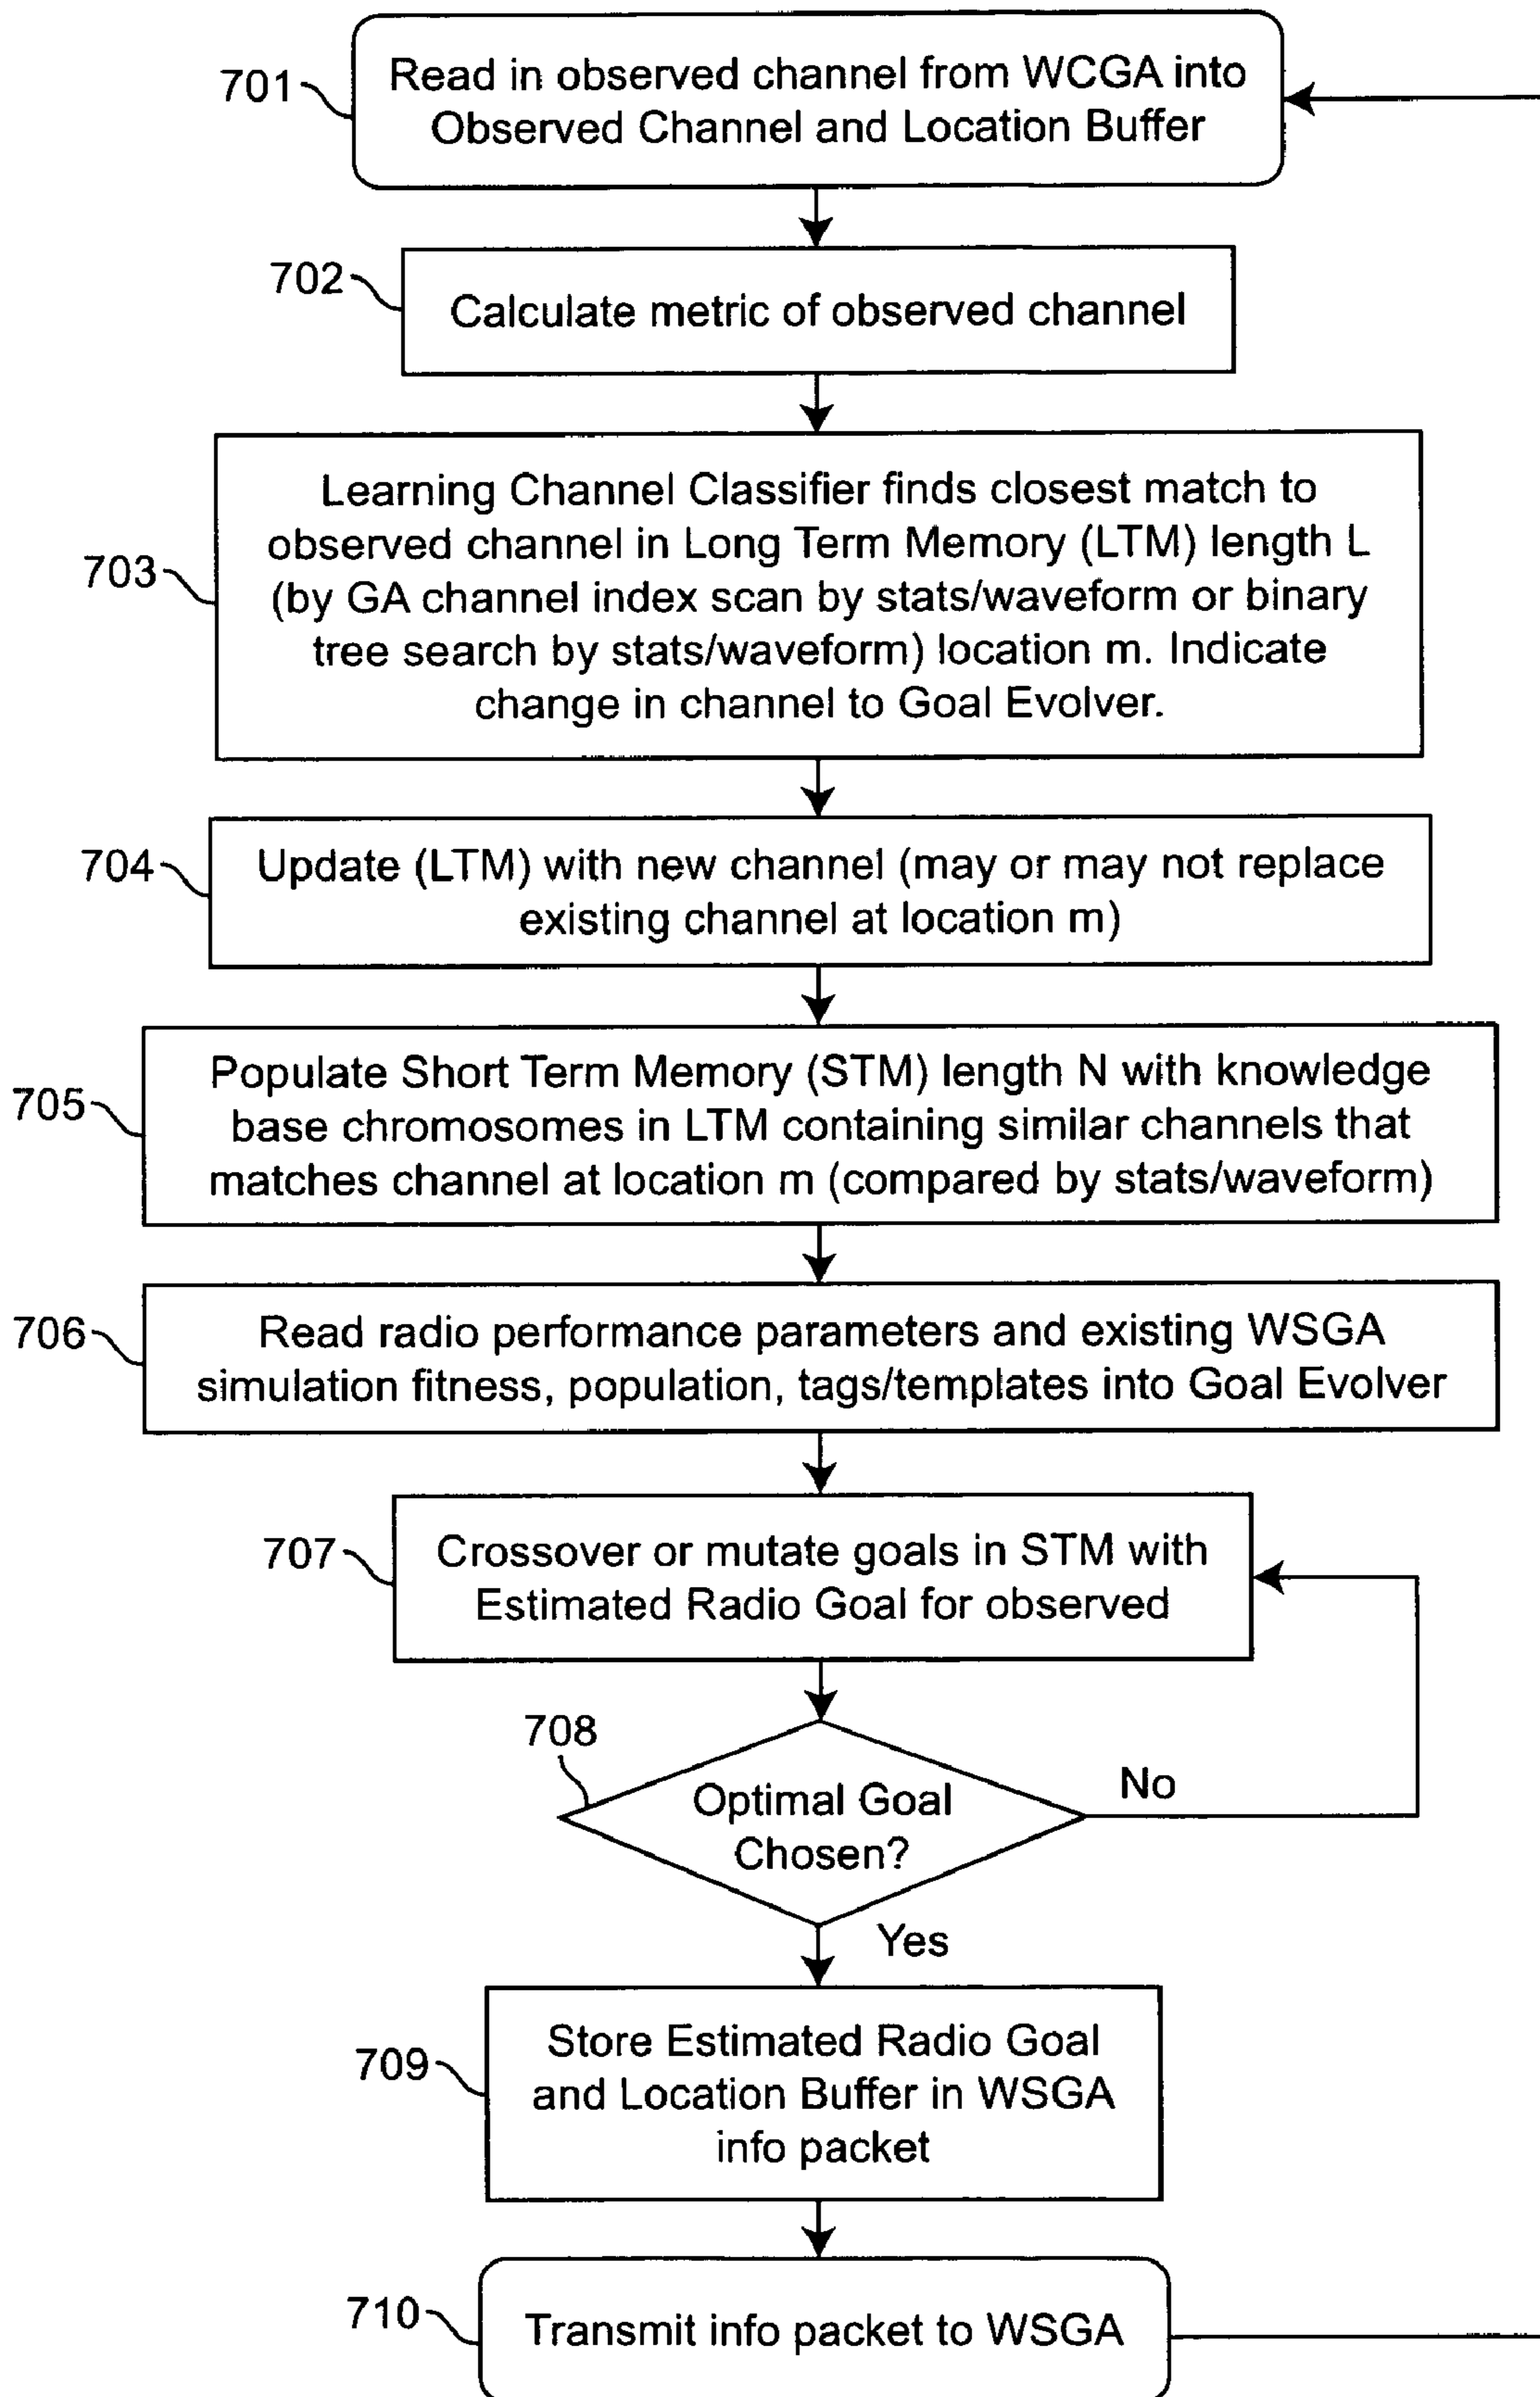 701
Read in observed channel from WCGA into
Observed Channel and Location Buffer
702
Calculate metric of observed channel
703
Learning Channel Classifier finds closest match to
observed channel in Long Term Memory (LTM) length L
(by GA channel index scan by stats/waveform or binary
tree search by stats/waveform) location m. Indicate
change in channel to Goal Evolver.
704
Update (LTM) with new channel (may or may not replace
existing channel at location m)
705
Populate Short Term Memory (STM) length N with knowledge
base chromosomes in LTM containing similar channels that
matches channel at location m (compared by stats/waveform)
706
Read radio performance parameters and existing WSGA
simulation fitness, population, tags/templates into Goal Evolver
707
Crossover or mutate goals in STM with
Estimated Radio Goal for observed
708
Optimal Goal
Chosen?
No
Yes
709
Store Estimated Radio Goal
and Location Buffer in WSGA
info packet
710
Transmit info packet to WSGA